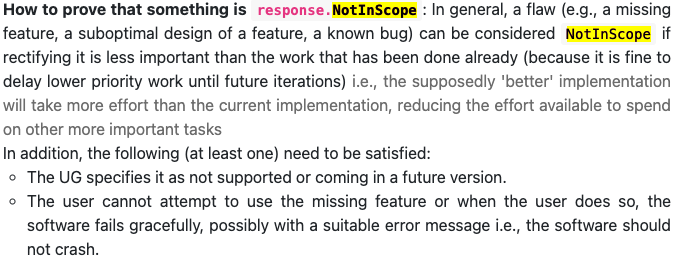 How to prove that something is response.NotInScope : In general, a flaw (e.g., a missing
feature, a suboptimal design of a feature, a known bug) can be considered NotInScope if
rectifying it is less important than the work that has been done already (because it is fine to
delay lower priority work until future iterations) i.e., the supposedly 'better' implementation
will take more effort than the current implementation, reducing the effort available to spend
on other more important tasks
In addition, the following (at least one) need to be satisfied:
○ The UG specifies it as not supported or coming in a future version.
○ The user cannot attempt to use the missing feature or when the user does so, the
software fails gracefully, possibly with a suitable error message i.e., the software should
not crash.